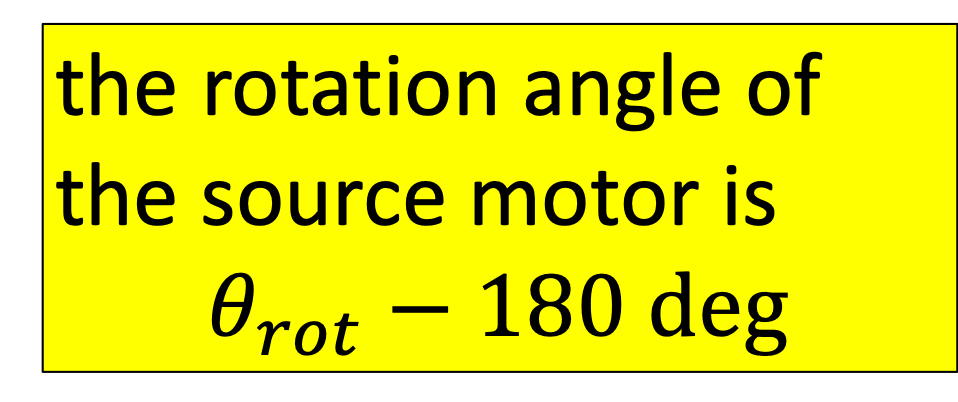 the rotation angle of
the source motor is
θ_rot − 180 deg